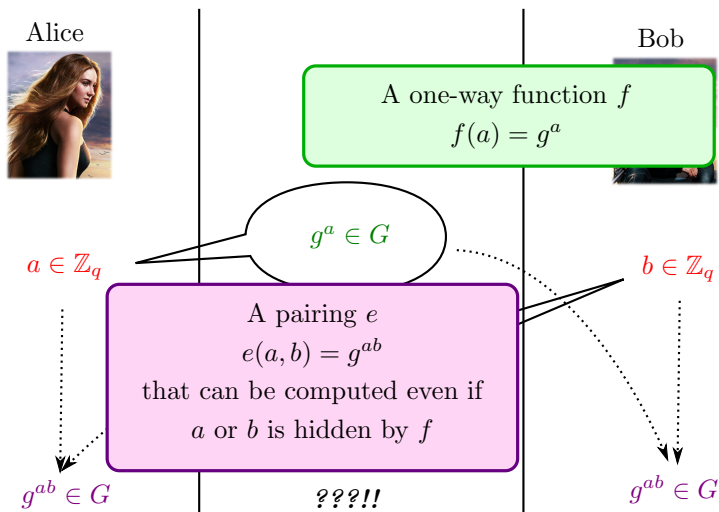 Alice
Bob
A one-way function f
f(a) = g^a
g^a ∈ G
a ∈ ℤ_q
b ∈ ℤ_q
A pairing e
e(a, b) = g^{ab}
that can be computed even if
a or b is hidden by f
g^{ab} ∈ G
???!!
g^{ab} ∈ G